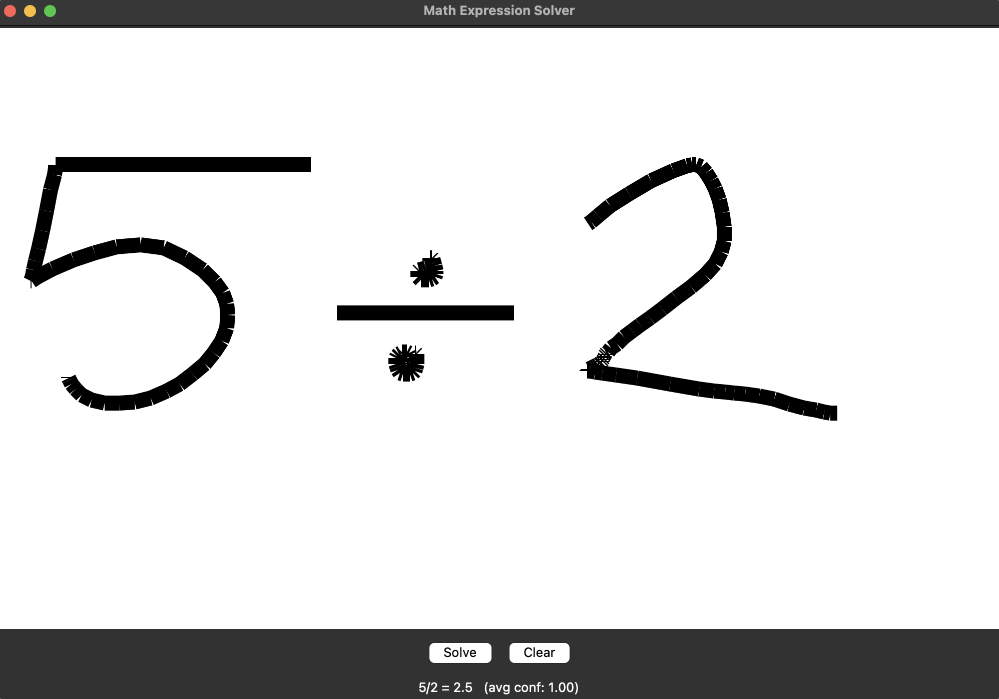 Math Expression Solver
5 ÷ 2
Solve Clear
5/2 = 2.5 (avg conf: 1.00)